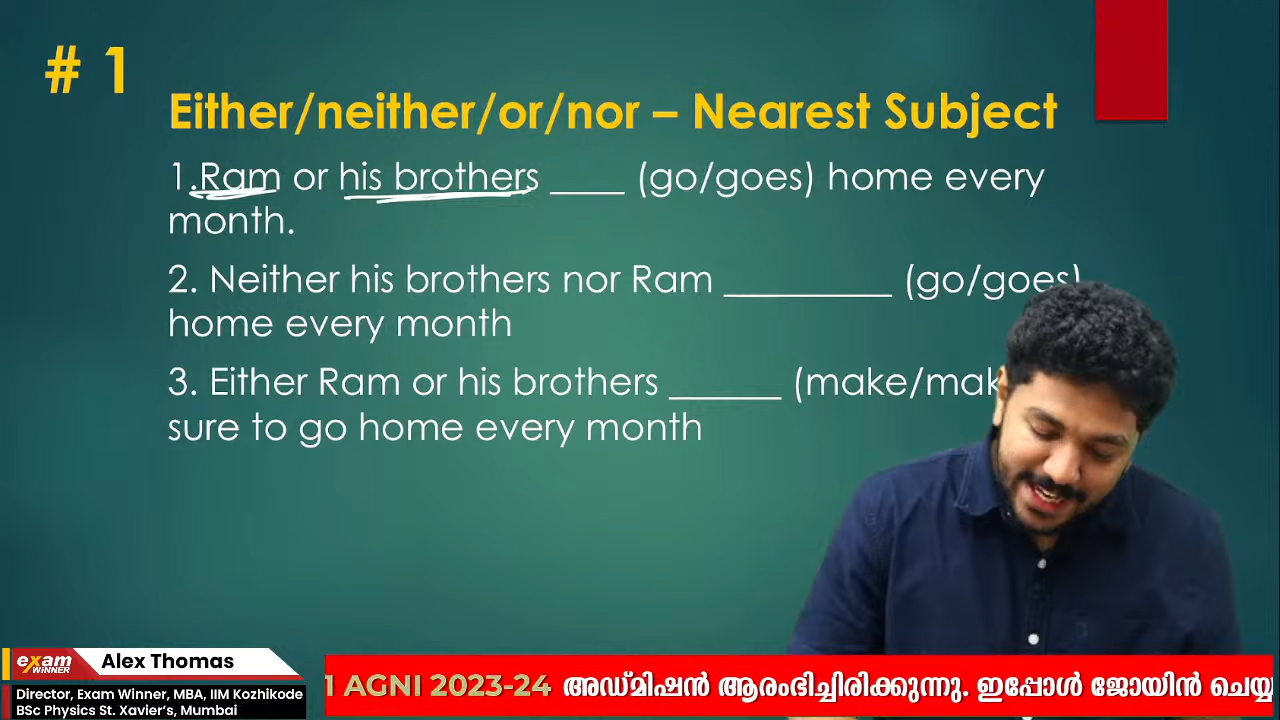 # 1
Either/neither/or/nor – Nearest Subject
1.Ram or his brothers ____ (go/goes) home every
month.
2. Neither his brothers nor Ram _________ (go/goes)
home every month
3. Either Ram or his brothers ______ (make/mak
sure to go home every month
exam
WINNER
Alex Thomas
Director, Exam Winner, MBA, IIM Kozhikode
BSc Physics St. Xavier's, Mumbai
1 AGNI 2023-24 അഡ്മിഷൻ ആരംഭിച്ചിരിക്കുന്നു. ഇപ്പോൾ ജോയിൻ